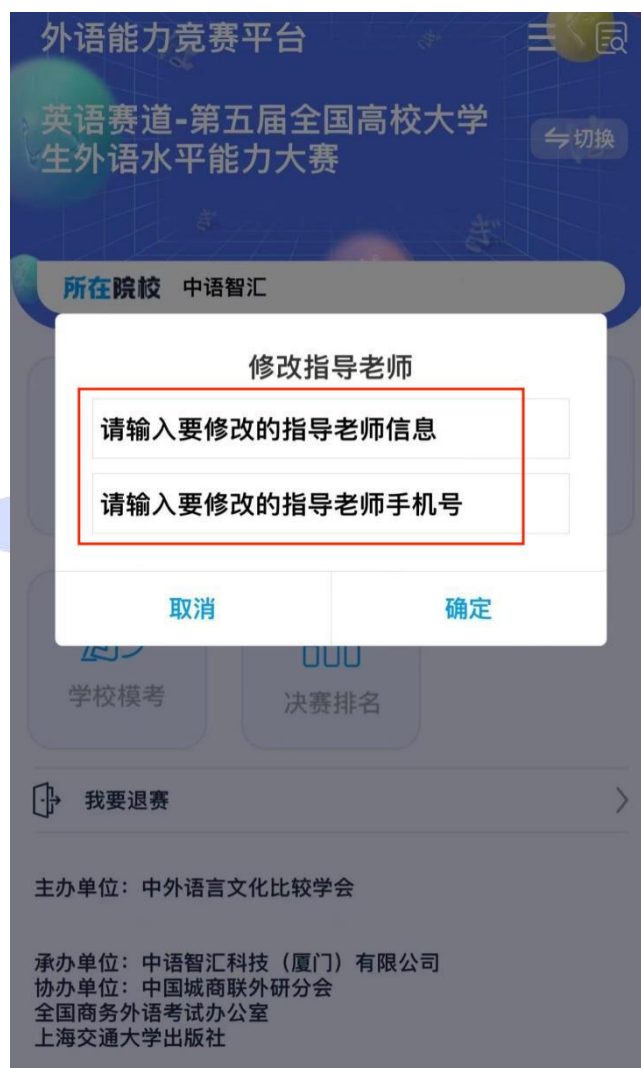 外语能力竞赛平台
英语赛道-第五届全国高校大学
生外语水平能力大赛
切换
所在院校 中语智汇
修改指导老师
请输入要修改的指导老师信息
请输入要修改的指导老师手机号
取消 确定
学校模考 决赛排名
我要退赛
主办单位：中外语言文化比较学会
承办单位：中语智汇科技（厦门）有限公司
协办单位：中国城商联外研分会
全国商务外语考试办公室
上海交通大学出版社